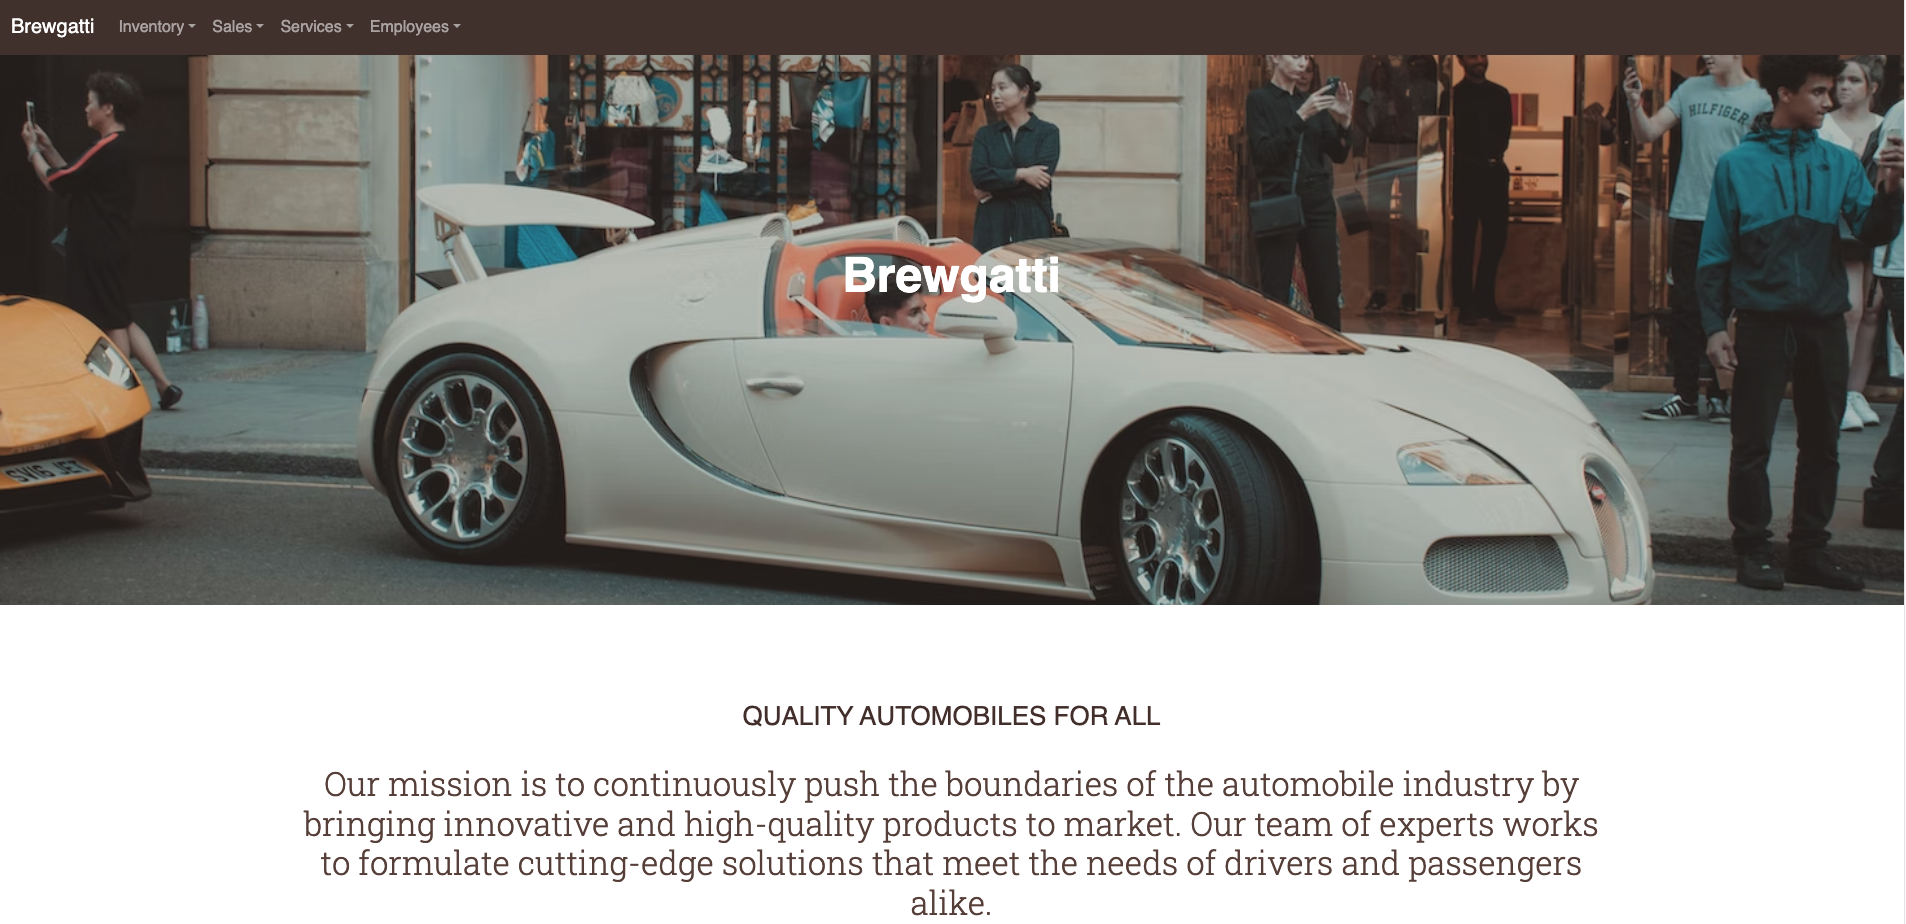 Brewgatti Inventory Sales Services Employees
HILFIGER
Brewgatti
SV16 JET
QUALITY AUTOMOBILES FOR ALL
Our mission is to continuously push the boundaries of the automobile industry by
bringing innovative and high-quality products to market. Our team of experts works
to formulate cutting-edge solutions that meet the needs of drivers and passengers
alike.